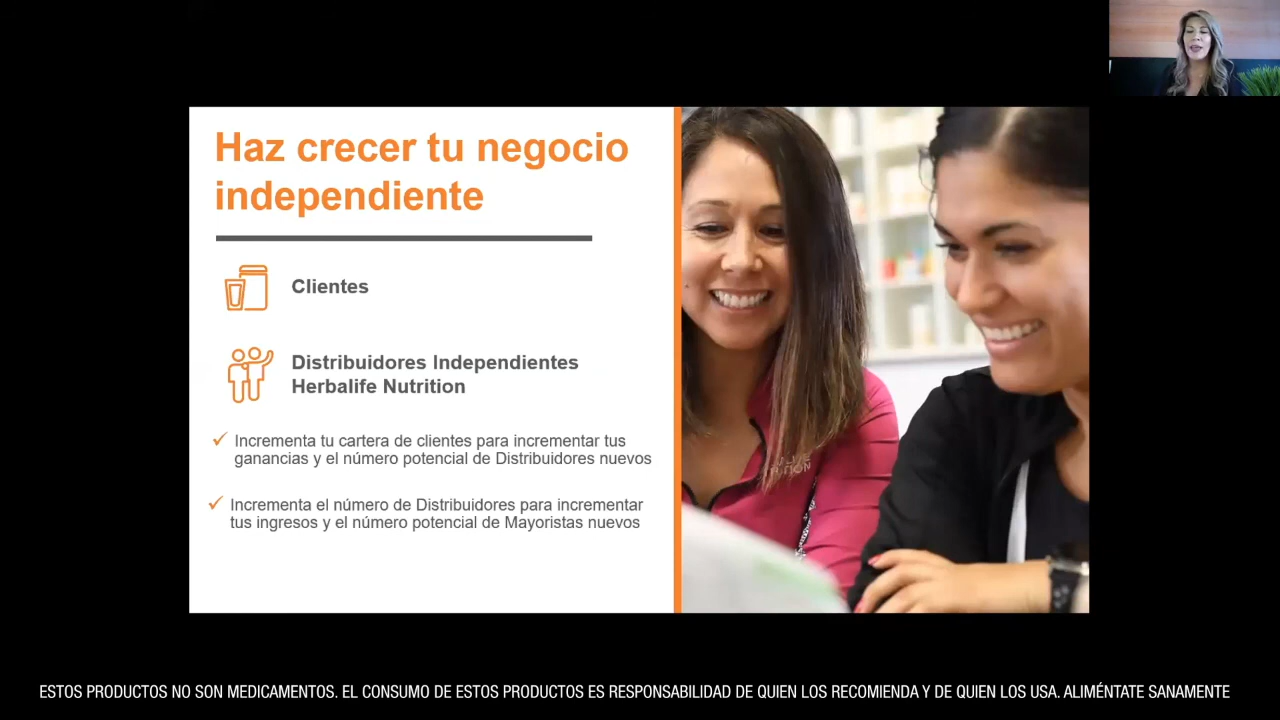 Haz crecer tu negocio
independiente
Clientes
Distribuidores Independientes
Herbalife Nutrition
Incrementa tu cartera de clientes para incrementar tus
ganancias y el número potencial de Distribuidores nuevos
Incrementa el número de Distribuidores para incrementar
tus ingresos y el número potencial de Mayoristas nuevos
ESTOS PRODUCTOS NO SON MEDICAMENTOS. EL CONSUMO DE ESTOS PRODUCTOS ES RESPONSABILIDAD DE QUIEN LOS RECOMIENDA Y DE QUIEN LOS USA. ALIMÉNTATE SANAMENTE